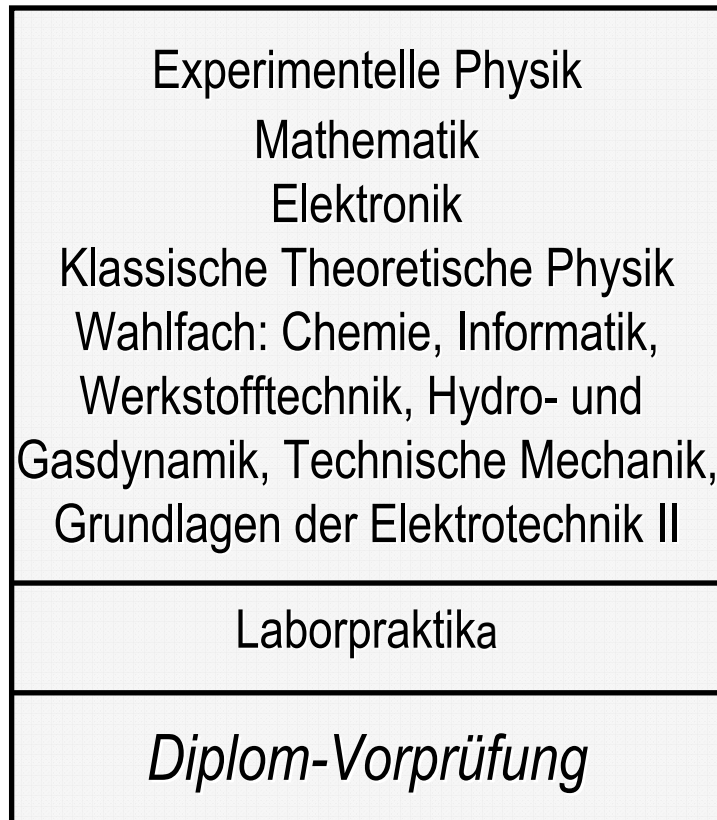 Experimentelle Physik
Mathematik
Elektronik
Klassische Theoretische Physik
Wahlfach: Chemie, Informatik,
Werkstofftechnik, Hydro- und
Gasdynamik, Technische Mechanik,
Grundlagen der Elektrotechnik II
Laborpraktika
Diplom-Vorprüfung